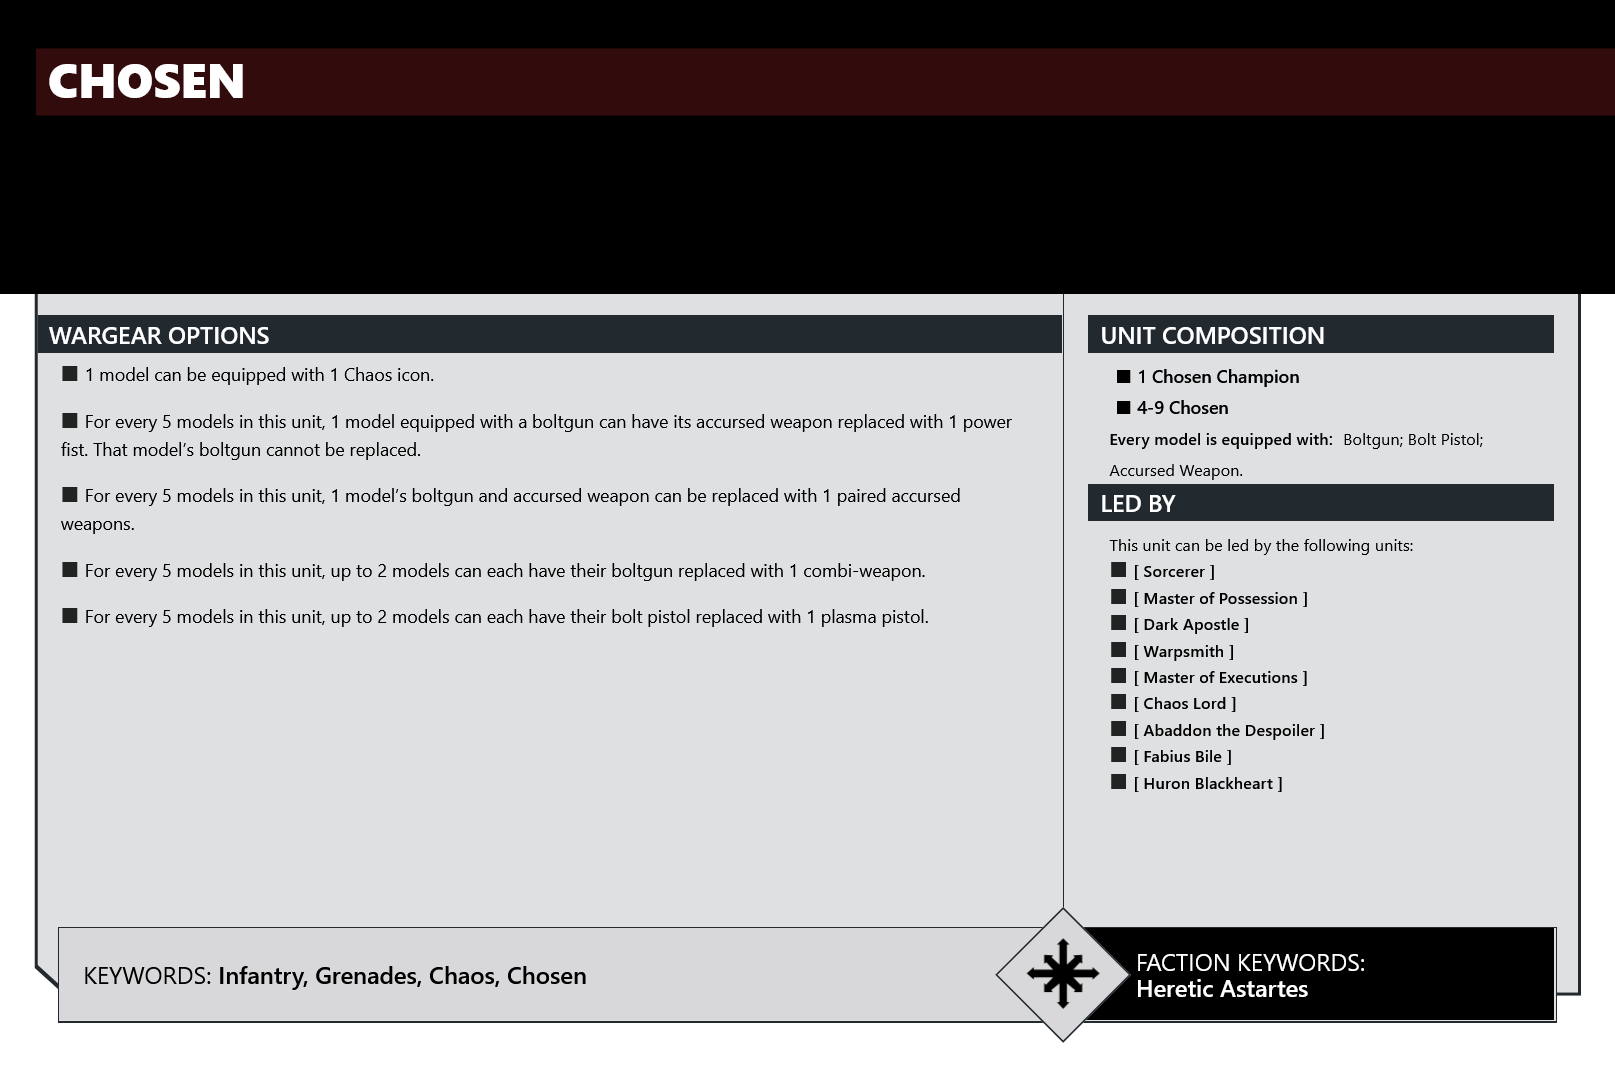 CHOSEN
WARGEAR OPTIONS
■ 1 model can be equipped with 1 Chaos icon.
■ For every 5 models in this unit, 1 model equipped with a boltgun can have its accursed weapon replaced with 1 power
fist. That model’s boltgun cannot be replaced.
■ For every 5 models in this unit, 1 model’s boltgun and accursed weapon can be replaced with 1 paired accursed
weapons.
■ For every 5 models in this unit, up to 2 models can each have their boltgun replaced with 1 combi-weapon.
■ For every 5 models in this unit, up to 2 models can each have their bolt pistol replaced with 1 plasma pistol.
UNIT COMPOSITION
■ 1 Chosen Champion
■ 4-9 Chosen
Every model is equipped with: Boltgun; Bolt Pistol;
Accursed Weapon.
LED BY
This unit can be led by the following units:
■ [ Sorcerer ]
■ [ Master of Possession ]
■ [ Dark Apostle ]
■ [ Warpsmith ]
■ [ Master of Executions ]
■ [ Chaos Lord ]
■ [ Abaddon the Despoiler ]
■ [ Fabius Bile ]
■ [ Huron Blackheart ]
KEYWORDS: Infantry, Grenades, Chaos, Chosen
FACTION KEYWORDS:
Heretic Astartes